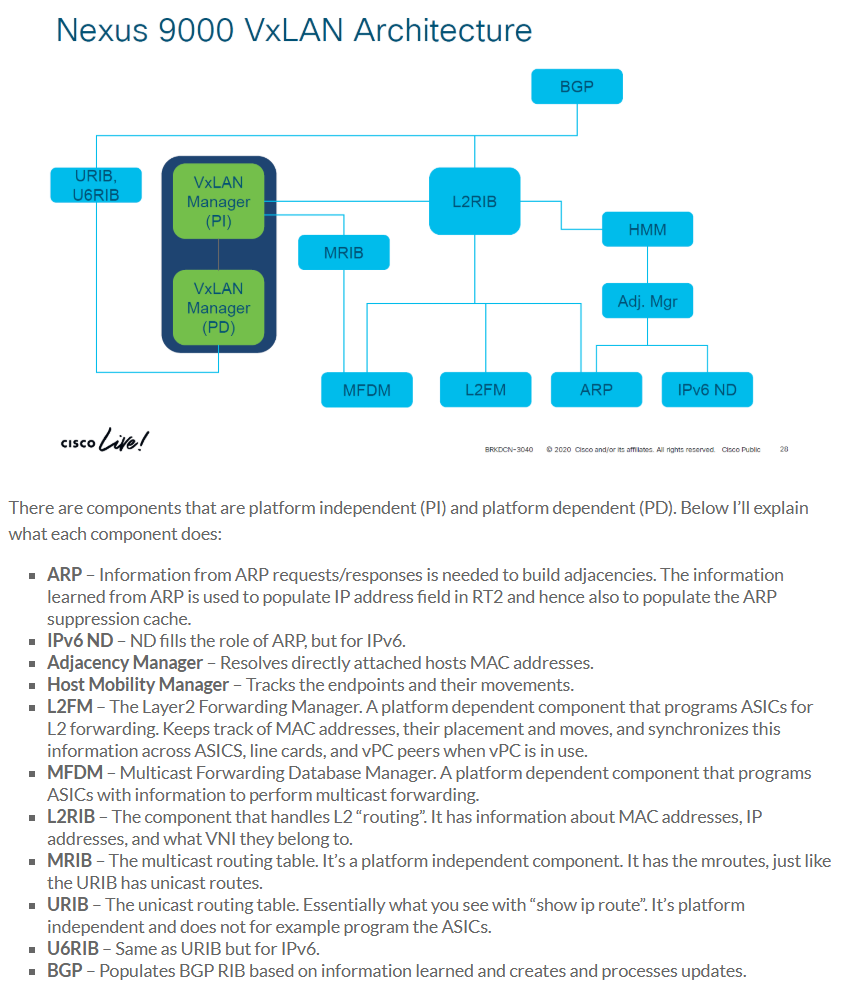 Nexus 9000 VxLAN Architecture
BGP
URIB,
U6RIB
VxLAN
Manager
(PI)
L2RIB
HMM
MRIB
VxLAN
Manager
(PD)
Adj. Mgr
MFDM
L2FM
ARP
IPv6 ND
CISCO Live!
BRKDCN-3040 © 2020 Cisco and/or its affiliates. All rights reserved. Cisco Public 28
There are components that are platform independent (PI) and platform dependent (PD). Below I’ll explain
what each component does:
▪ ARP – Information from ARP requests/responses is needed to build adjacencies. The information
learned from ARP is used to populate IP address field in RT2 and hence also to populate the ARP
suppression cache.
▪ IPv6 ND – ND fills the role of ARP, but for IPv6.
▪ Adjacency Manager – Resolves directly attached hosts MAC addresses.
▪ Host Mobility Manager – Tracks the endpoints and their movements.
▪ L2FM – The Layer2 Forwarding Manager. A platform dependent component that programs ASICs for
L2 forwarding. Keeps track of MAC addresses, their placement and moves, and synchronizes this
information across ASICS, line cards, and vPC peers when vPC is in use.
▪ MFDM – Multicast Forwarding Database Manager. A platform dependent component that programs
ASICs with information to perform multicast forwarding.
▪ L2RIB – The component that handles L2 “routing”. It has information about MAC addresses, IP
addresses, and what VNI they belong to.
▪ MRIB – The multicast routing table. It’s a platform independent component. It has the mroutes, just like
the URIB has unicast routes.
▪ URIB – The unicast routing table. Essentially what you see with “show ip route”. It’s platform
independent and does not for example program the ASICs.
▪ U6RIB – Same as URIB but for IPv6.
▪ BGP – Populates BGP RIB based on information learned and creates and processes updates.